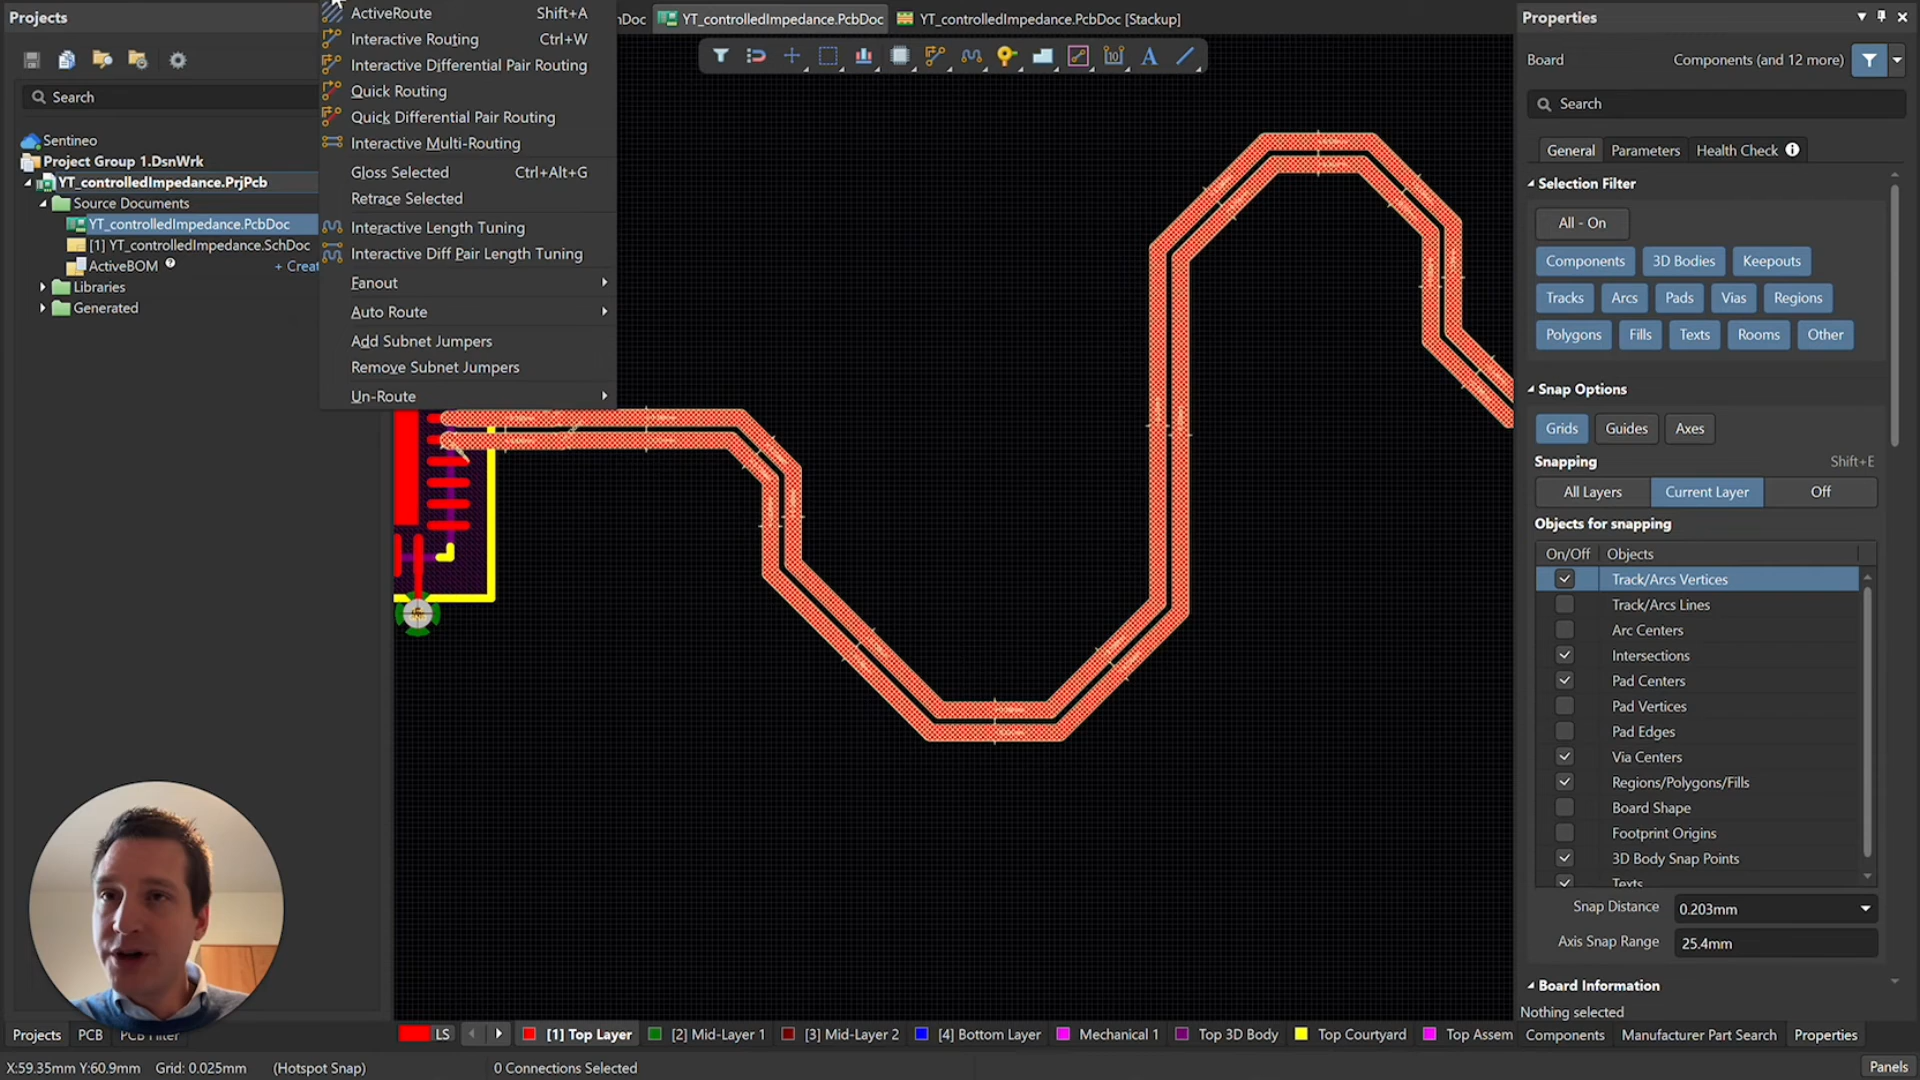 Projects
Search
Sentineo
Project Group 1.DsnWrk
YT_controlledImpedance.PrjPcb
Source Documents
YT_controlledImpedance.PcbDoc
[1] YT_controlledImpedance.SchDoc
ActiveBOM
+ Creat
Libraries
Generated
ActiveRoute Shift+A
Interactive Routing Ctrl+W
Interactive Differential Pair Routing
Quick Routing
Quick Differential Pair Routing
Interactive Multi-Routing
Gloss Selected Ctrl+Alt+G
Retrace Selected
Interactive Length Tuning
Interactive Diff Pair Length Tuning
Fanout
Auto Route
Add Subnet Jumpers
Remove Subnet Jumpers
Un-Route
YT_controlledImpedance.PcbDoc
YT_controlledImpedance.PcbDoc [Stackup]
Properties
Board Components (and 12 more)
Search
General Parameters Health Check
Selection Filter
All - On
Components 3D Bodies Keepouts
Tracks Arcs Pads Vias Regions
Polygons Fills Texts Rooms Other
Snap Options
Grids Guides Axes
Snapping Shift+E
All Layers Current Layer Off
Objects for snapping
On/Off Objects
Track/Arcs Vertices
Track/Arcs Lines
Arc Centers
Intersections
Pad Centers
Pad Vertices
Pad Edges
Via Centers
Regions/Polygons/Fills
Board Shape
Footprint Origins
3D Body Snap Points
Texts
Snap Distance 0.203mm
Axis Snap Range 25.4mm
Board Information
Nothing selected
Projects PCB PCB Filter
LS [1] Top Layer [2] Mid-Layer 1 [3] Mid-Layer 2 [4] Bottom Layer Mechanical 1 Top 3D Body Top Courtyard Top Assem
Components Manufacturer Part Search Properties
X:59.35mm Y:60.9mm Grid: 0.025mm (Hotspot Snap) 0 Connections Selected
Panels